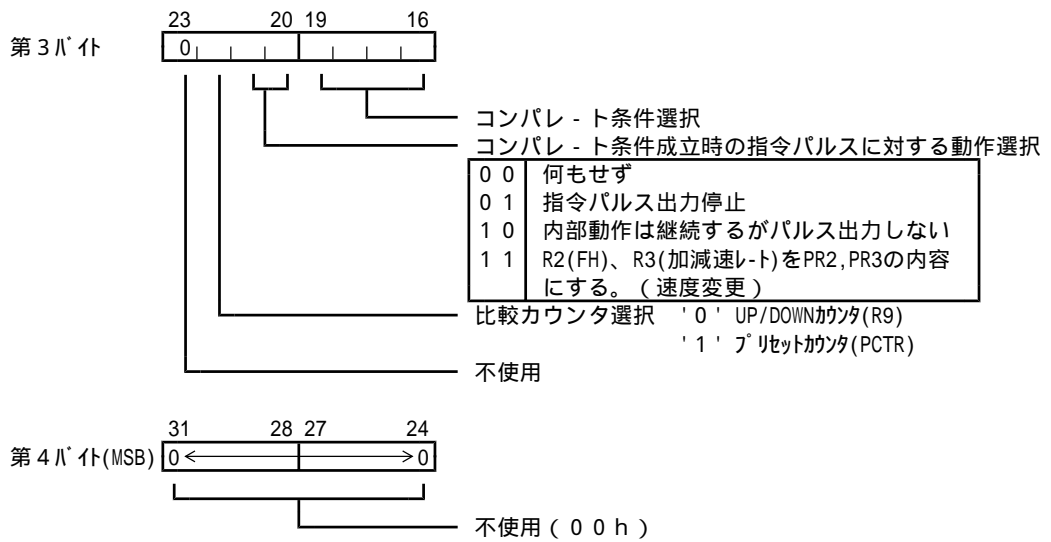 23 20 19 16
第３ﾊﾞｲﾄ 0
コンパレ－ト条件選択
コンパレ－ト条件成立時の指令パルスに対する動作選択
０ ０ 何もせず
０ １ 指令パルス出力停止
１ ０ 内部動作は継続するがパルス出力しない
１ １ R2(FH)、R3(加減速ﾚ-ﾄ)をPR2,PR3の内容
にする。（速度変更）
比較カウンタ選択 '０' UP/DOWNｶｳﾝﾀ(R9)
'１' ﾌﾟﾘｾｯﾄｶｳﾝﾀ(PCTR)
不使用
31 28 27 24
第４ﾊﾞｲﾄ(MSB) 0 0
不使用（００ｈ）